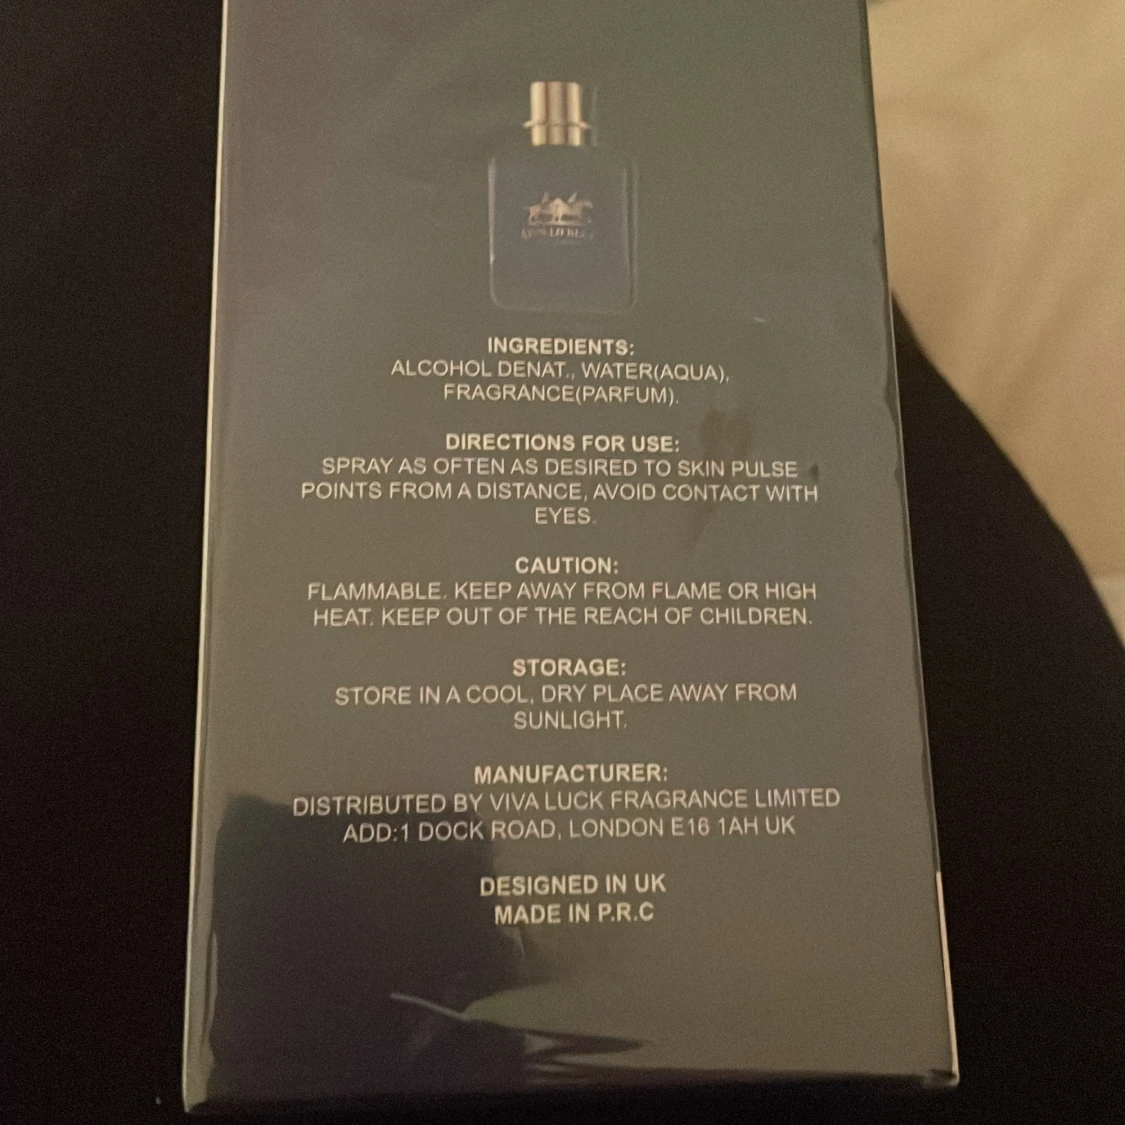 INGREDIENTS:
ALCOHOL DENAT., WATER(AQUA),
FRAGRANCE(PARFUM).
DIRECTIONS FOR USE:
SPRAY AS OFTEN AS DESIRED TO SKIN PULSE
POINTS FROM A DISTANCE, AVOID CONTACT WITH
EYES.
CAUTION:
FLAMMABLE. KEEP AWAY FROM FLAME OR HIGH
HEAT. KEEP OUT OF THE REACH OF CHILDREN.
STORAGE:
STORE IN A COOL, DRY PLACE AWAY FROM
SUNLIGHT.
MANUFACTURER:
DISTRIBUTED BY VIVA LUCK FRAGRANCE LIMITED
ADD:1 DOCK ROAD, LONDON E16 1AH UK
DESIGNED IN UK
MADE IN P.R.C